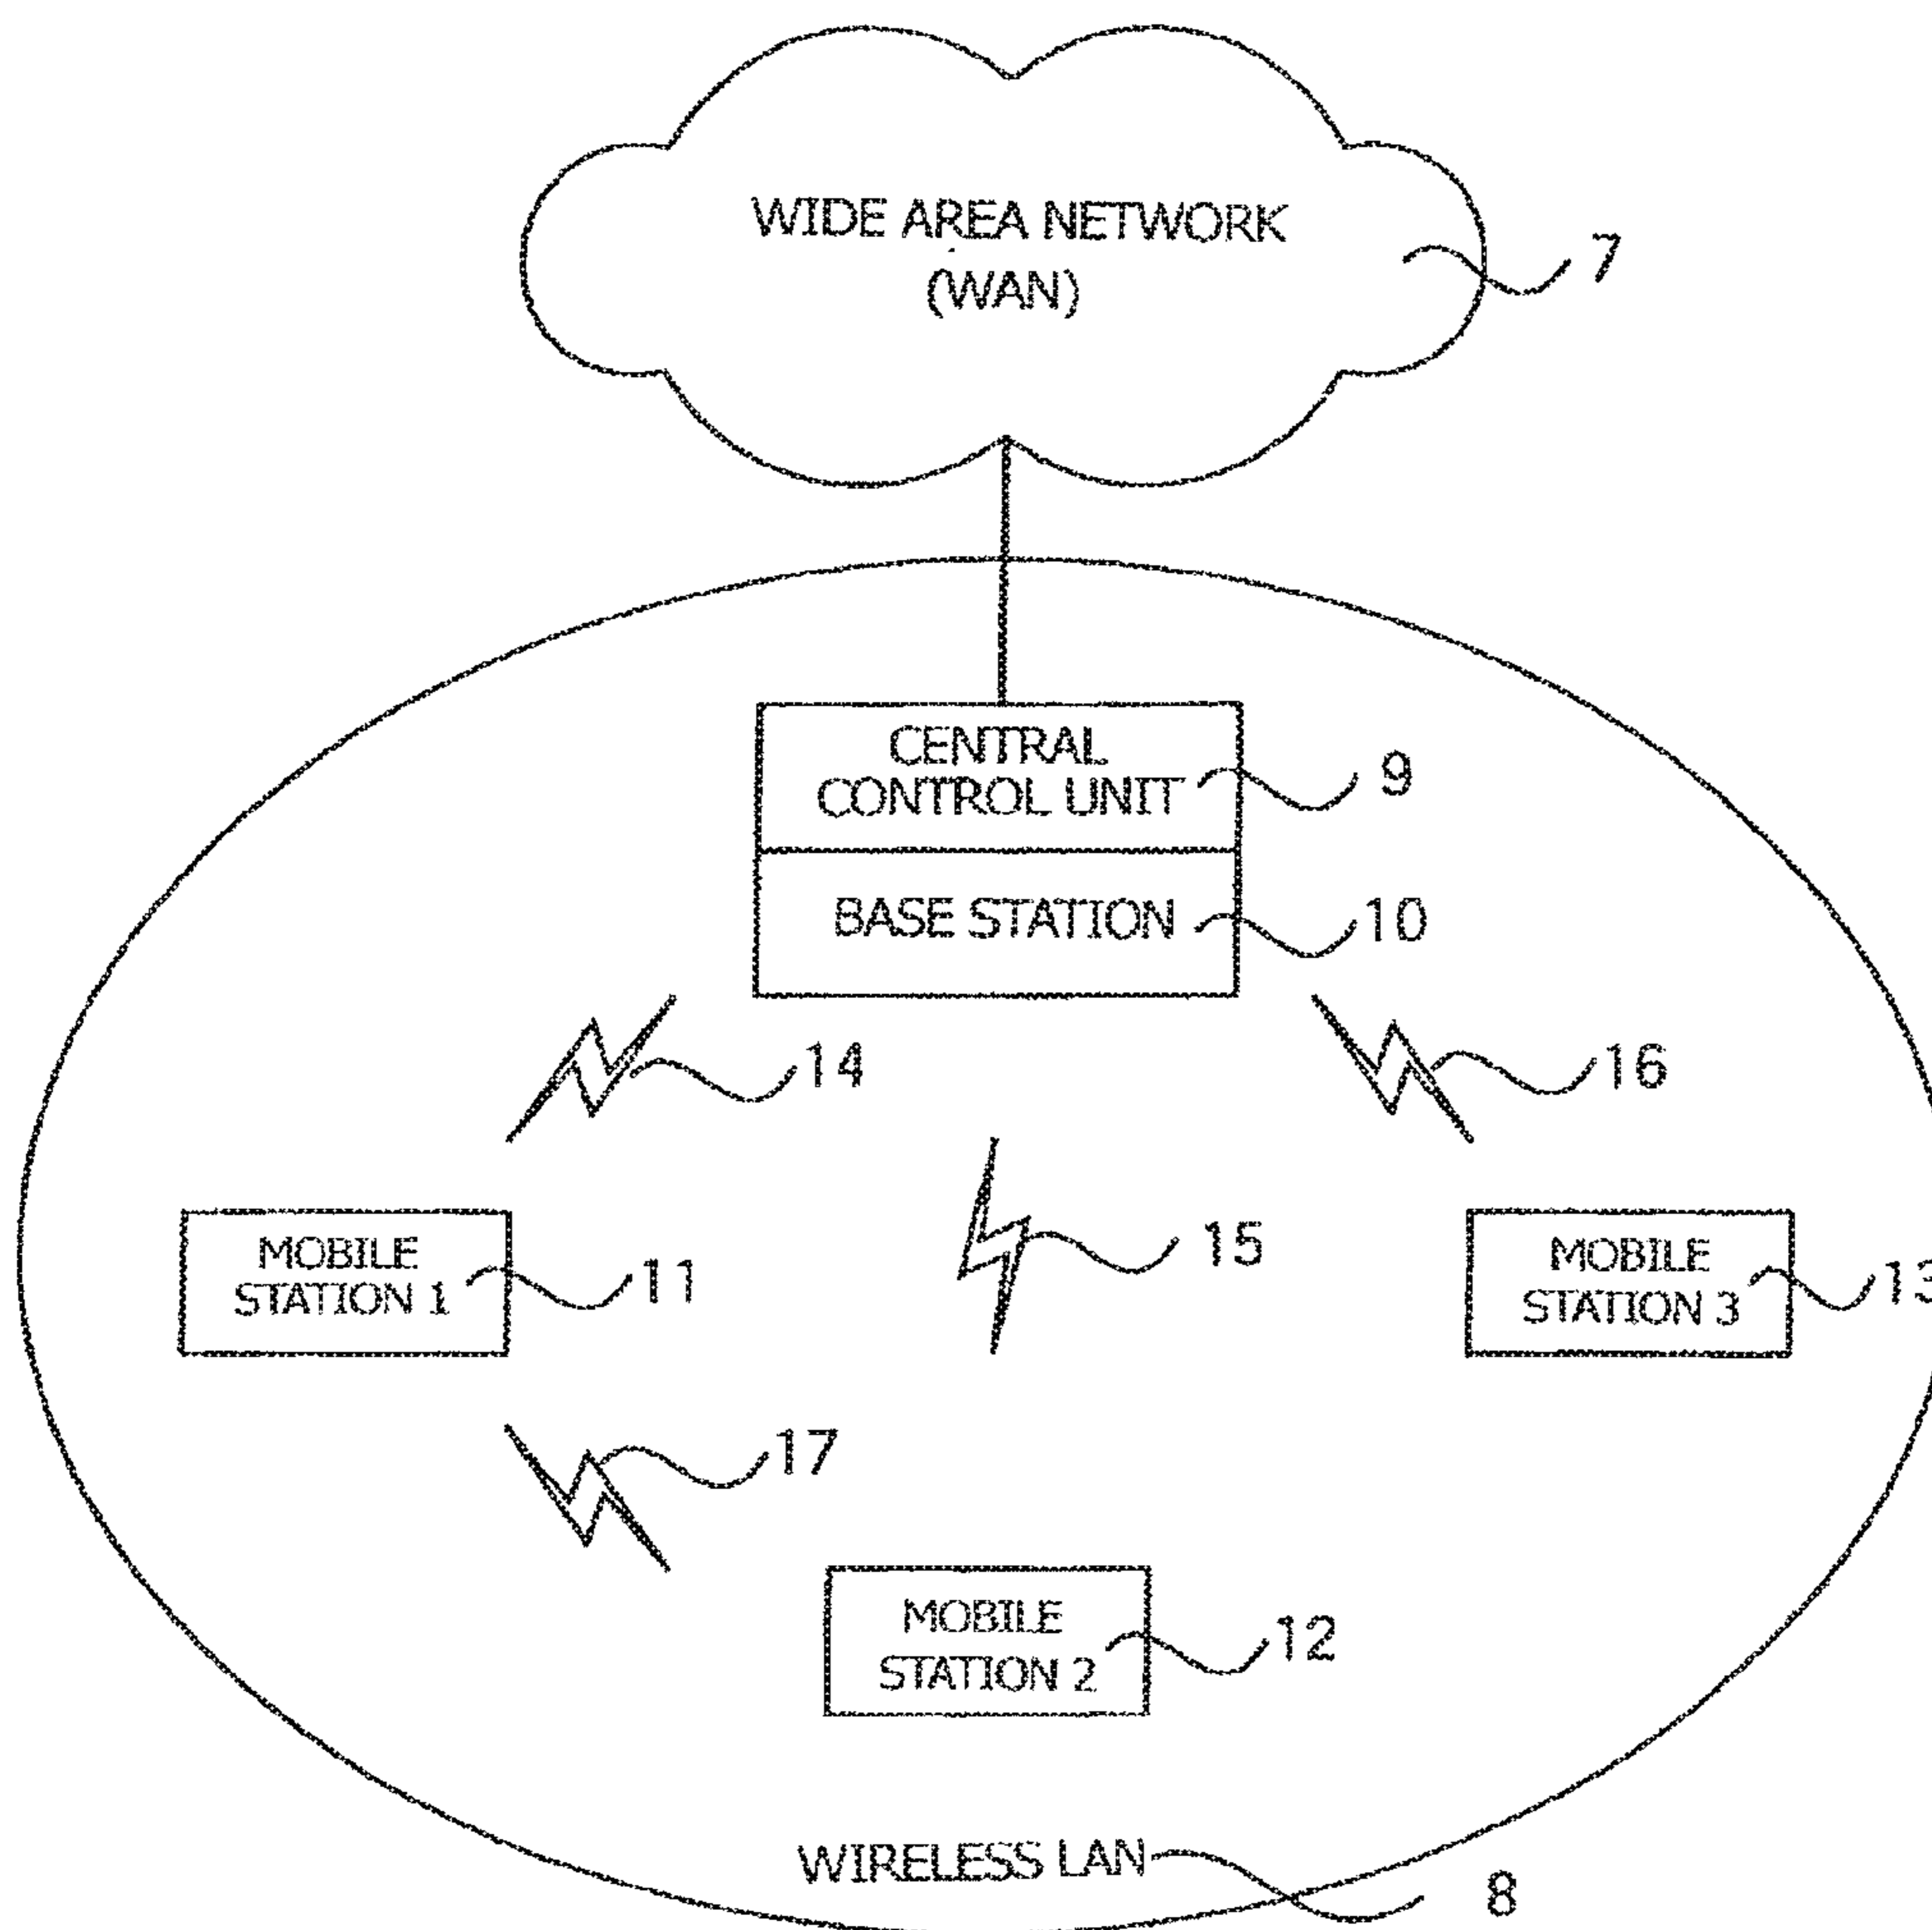 WIDE AREA NETWORK
(WAN)
7
CENTRAL
CONTROL UNIT
9
BASE STATION
10
14
16
15
MOBILE
STATION 1
11
MOBILE
STATION 3
13
17
MOBILE
STATION 2
12
WIRELESS LAN
8